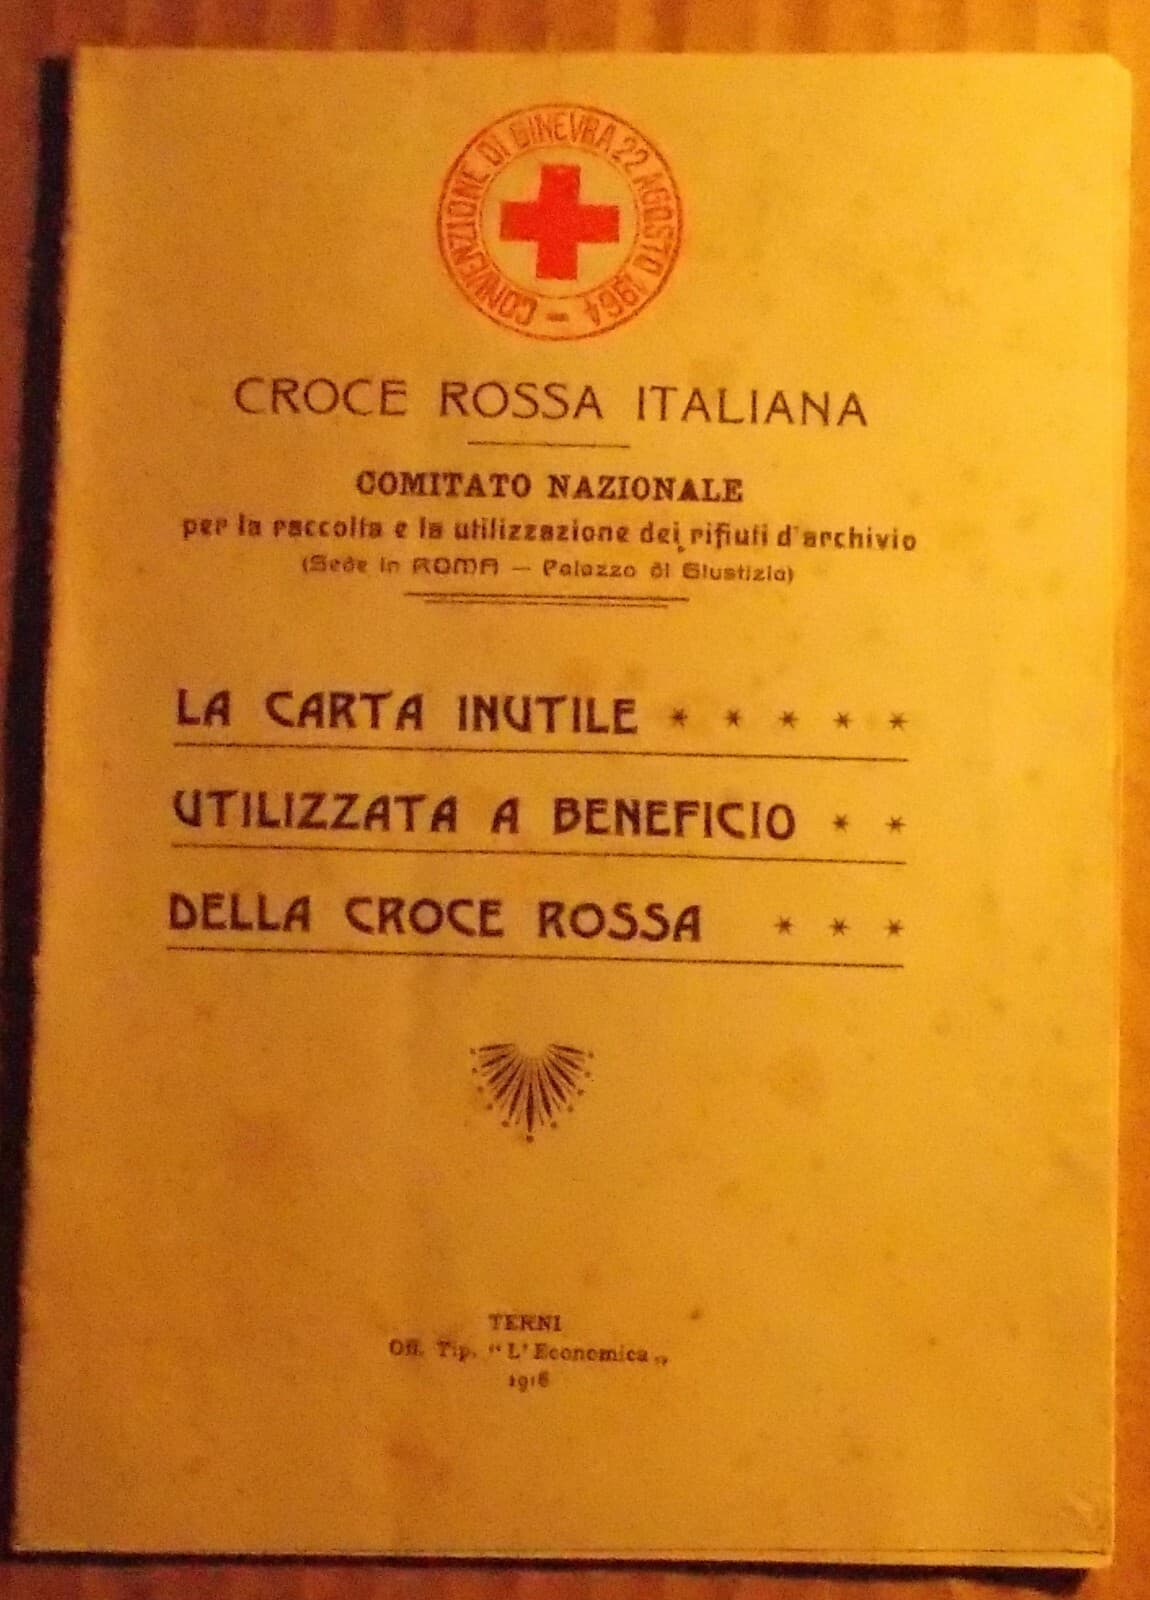 CONVENZIONE DI GINEVRA 22 AGOSTO 1964 -
CROCE ROSSA ITALIANA
COMITATO NAZIONALE
per la raccolta e la utilizzazione dei rifiuti d'archivio
(Sede in ROMA — Palazzo di Giustizia)
LA CARTA INUTILE * * * * *
UTILIZZATA A BENEFICIO * *
DELLA CROCE ROSSA * * *
TERNI
Off. Tip. “ L' Economica „
1916